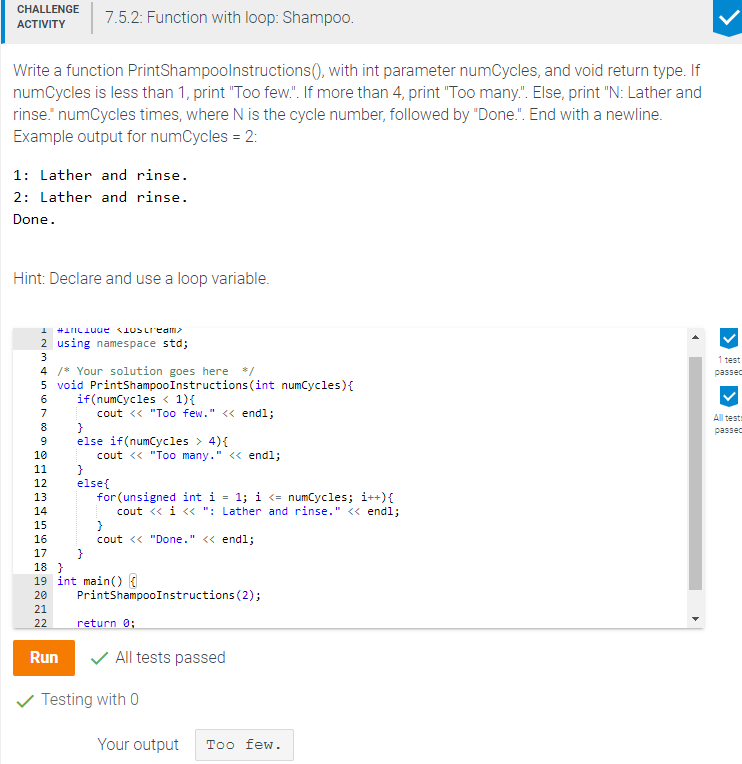 CHALLENGE
ACTIVITY
7.5.2: Function with loop: Shampoo.
Write a function PrintShampooInstructions(), with int parameter numCycles, and void return type. If
numCycles is less than 1, print "Too few.". If more than 4, print "Too many.". Else, print "N: Lather and
rinse." numCycles times, where N is the cycle number, followed by "Done.". End with a newline.
Example output for numCycles = 2:
1: Lather and rinse.
2: Lather and rinse.
Done.
Hint: Declare and use a loop variable.
1 #include <iostream>
2 using namespace std;
3
4 /* Your solution goes here  */
5 void PrintShampooInstructions(int numCycles){
6    if(numCycles < 1){
7       cout << "Too few." << endl;
8    }
9    else if(numCycles > 4){
10       cout << "Too many." << endl;
11    }
12    else{
13       for(unsigned int i = 1; i <= numCycles; i++){
14          cout << i << ": Lather and rinse." << endl;
15       }
16       cout << "Done." << endl;
17    }
18 }
19 int main() {
20    PrintShampooInstructions(2);
21
22    return 0;
1 test
passed
All tests
passed
Run
All tests passed
Testing with 0
Your output
Too few.